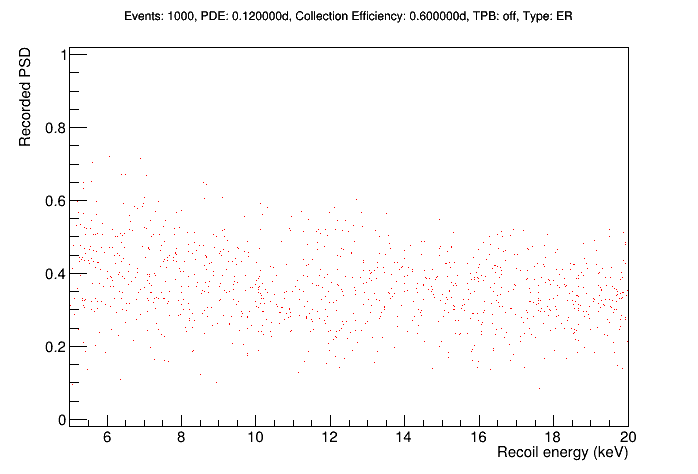 Events: 1000, PDE: 0.120000d, Collection Efficiency: 0.600000d, TPB: off, Type: ER
Recorded PSD
1
0.8
0.6
0.4
0.2
0
6 8 10 12 14 16 18 20
Recoil energy (keV)